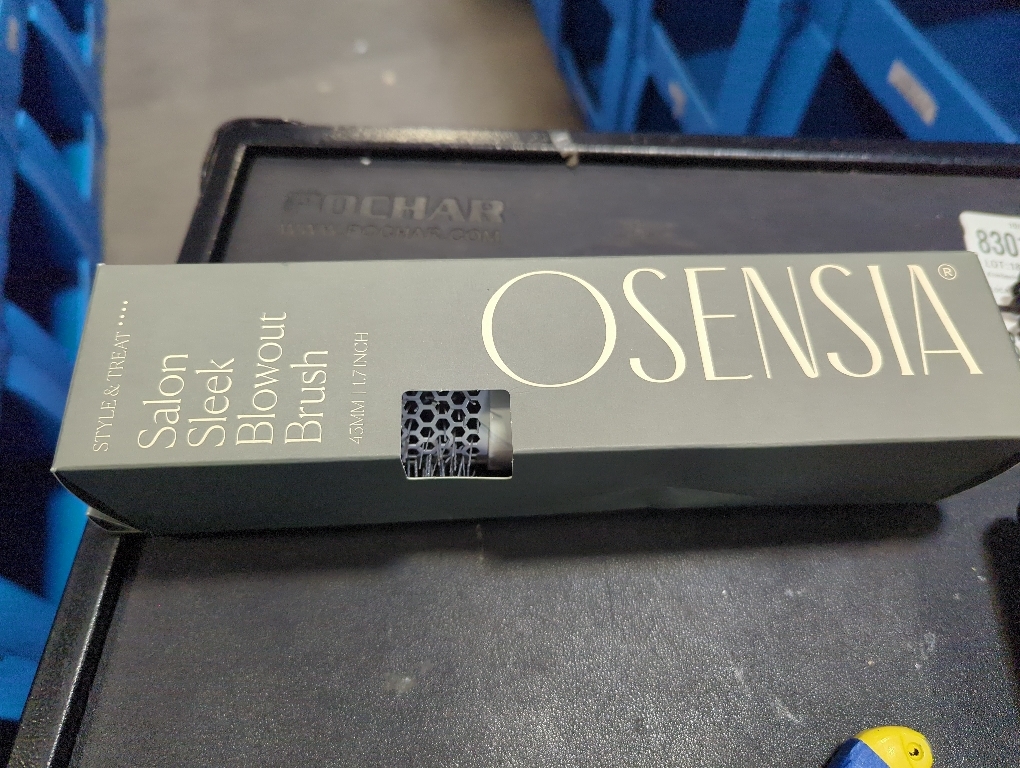 POCHAR
WWW.POCHAR.COM
830
OSENSIA®
STYLE & TREAT ••••
Salon
Sleek
Blowout
Brush
43MM | 1.7 INCH